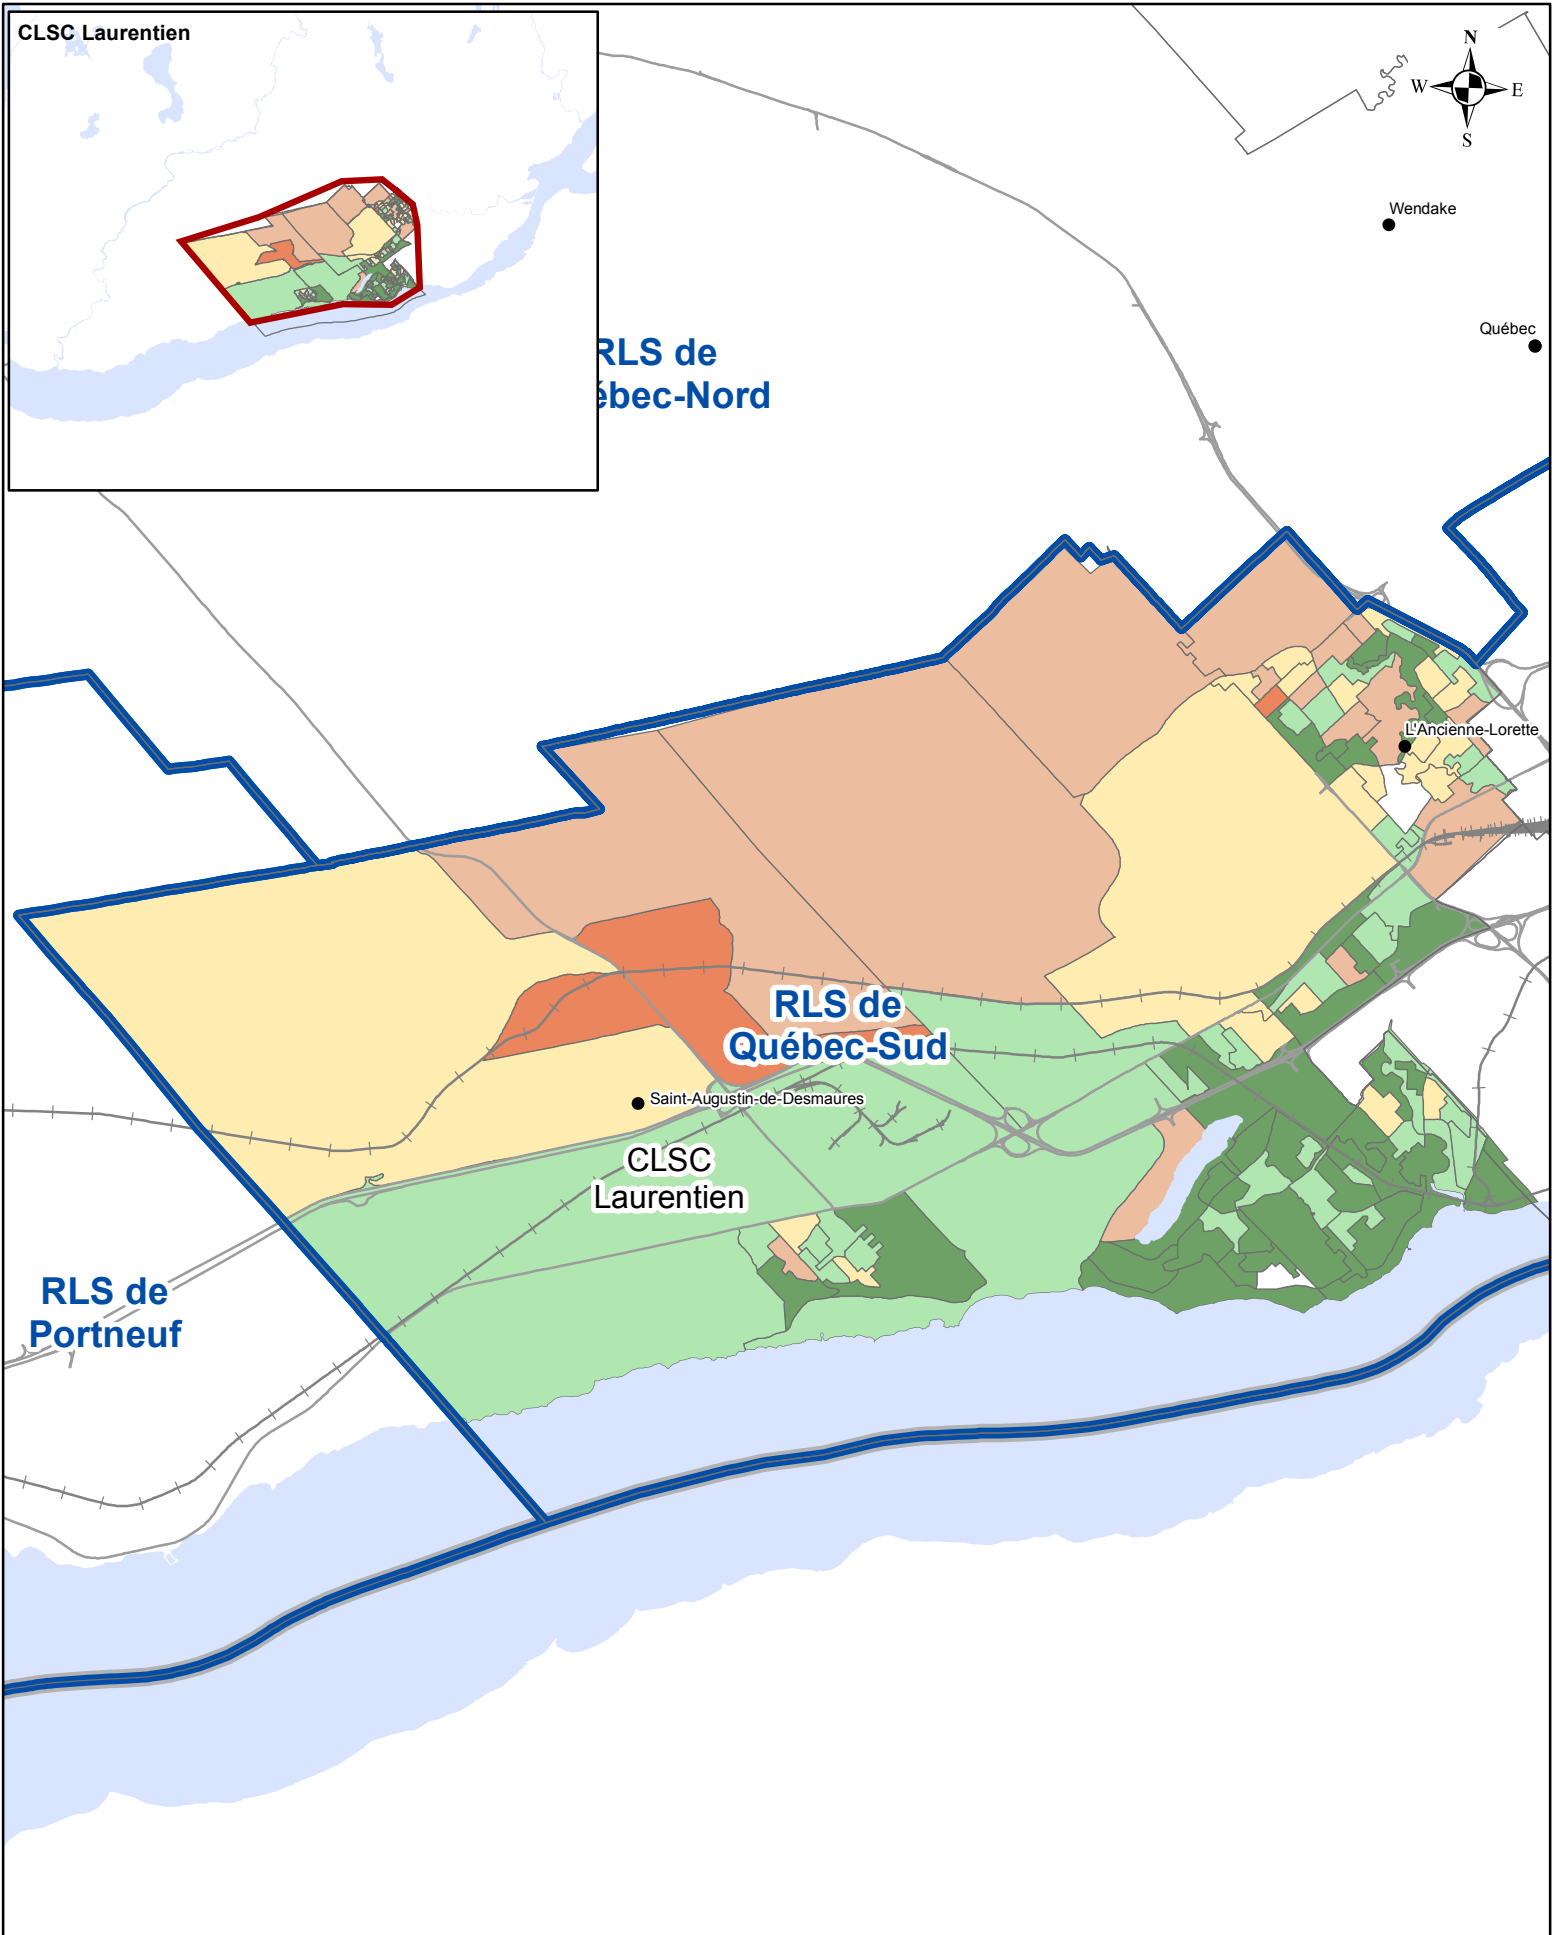 CLSC Laurentien
N
W
E
S
Wendake
Québec
RLS de
ébec-Nord
L'Ancienne-Lorette
RLS de
Québec-Sud
Saint-Augustin-de-Desmaures
CLSC
Laurentien
RLS de
Portneuf